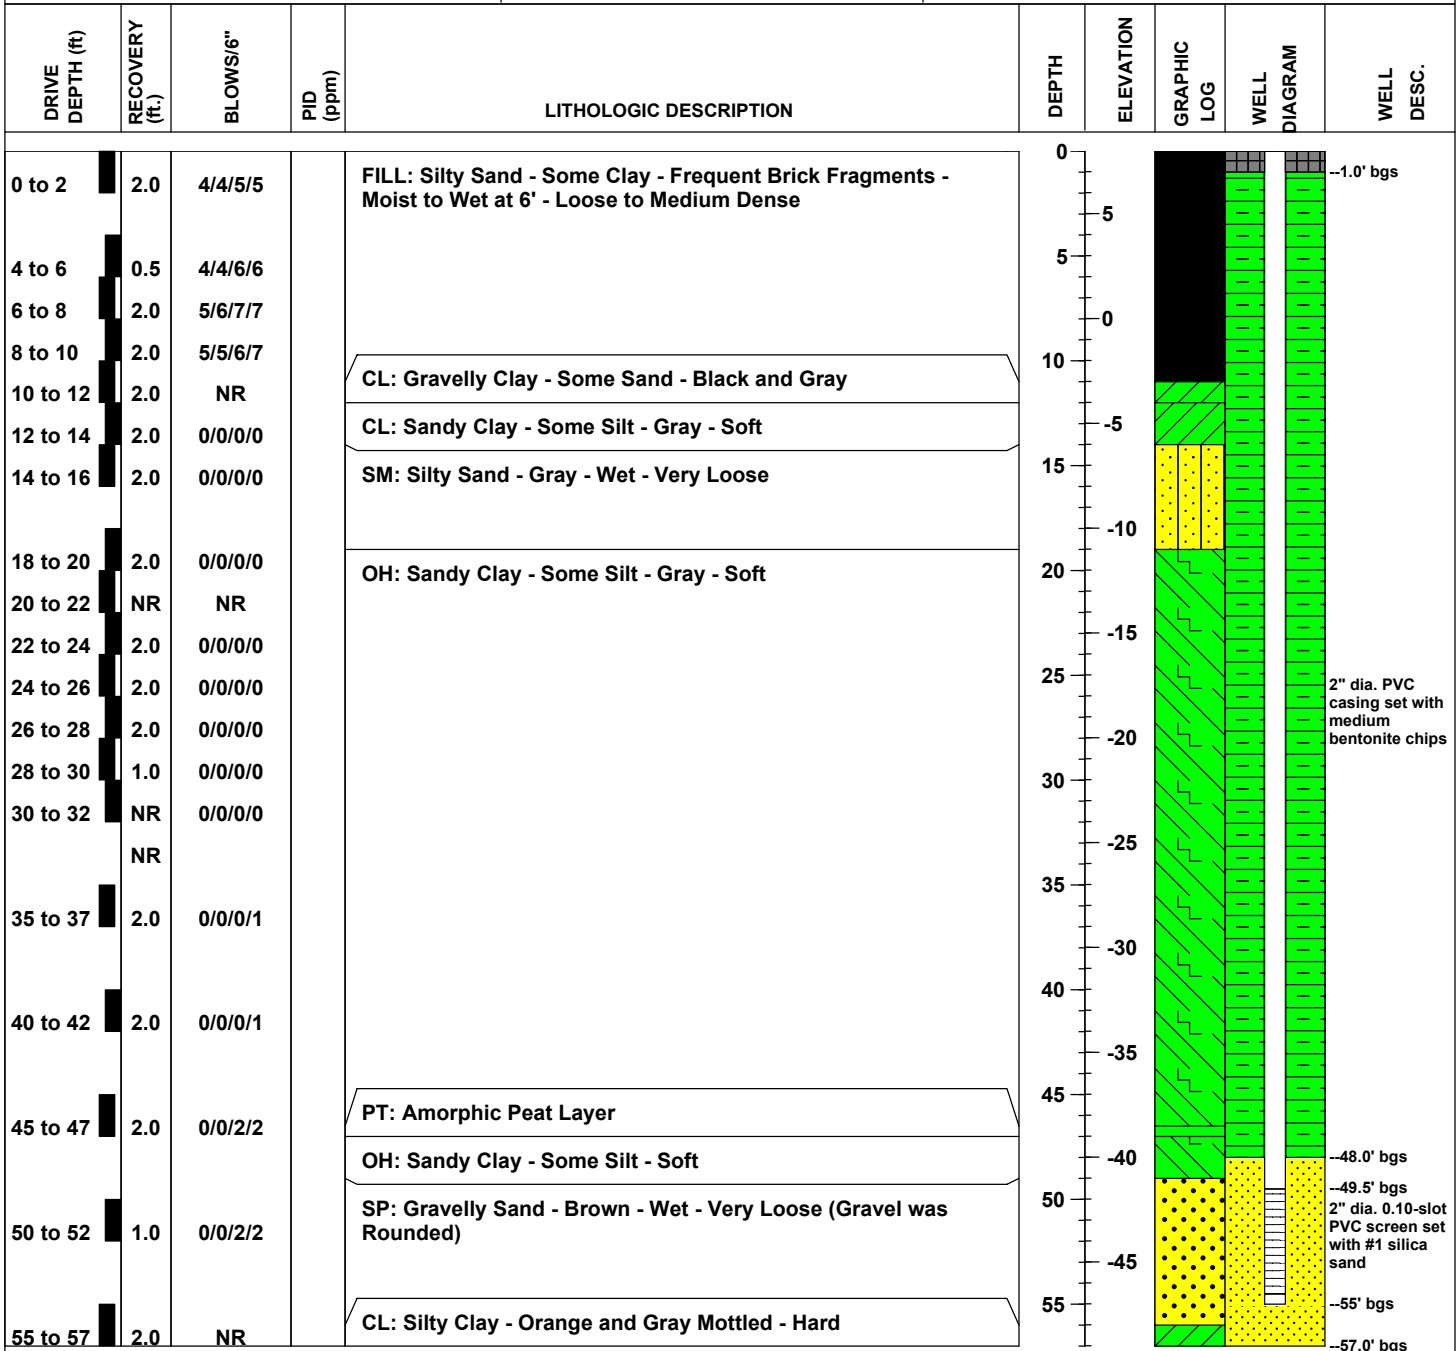 DRIVE DEPTH (ft)
RECOVERY (ft.)
BLOWS/6"
PID (ppm)
LITHOLOGIC DESCRIPTION
DEPTH
ELEVATION
GRAPHIC LOG
WELL DIAGRAM
WELL DESC.
0 to 2 2.0 4/4/5/5
4 to 6 0.5 4/4/6/6
6 to 8 2.0 5/6/7/7
8 to 10 2.0 5/5/6/7
10 to 12 2.0 NR
12 to 14 2.0 0/0/0/0
14 to 16 2.0 0/0/0/0
18 to 20 2.0 0/0/0/0
20 to 22 NR NR
22 to 24 2.0 0/0/0/0
24 to 26 2.0 0/0/0/0
26 to 28 2.0 0/0/0/0
28 to 30 1.0 0/0/0/0
30 to 32 NR 0/0/0/0
NR
35 to 37 2.0 0/0/0/1
40 to 42 2.0 0/0/0/1
45 to 47 2.0 0/0/2/2
50 to 52 1.0 0/0/2/2
55 to 57 2.0 NR
FILL: Silty Sand - Some Clay - Frequent Brick Fragments -
Moist to Wet at 6' - Loose to Medium Dense
CL: Gravelly Clay - Some Sand - Black and Gray
CL: Sandy Clay - Some Silt - Gray - Soft
SM: Silty Sand - Gray - Wet - Very Loose
OH: Sandy Clay - Some Silt - Gray - Soft
PT: Amorphic Peat Layer
OH: Sandy Clay - Some Silt - Soft
SP: Gravelly Sand - Brown - Wet - Very Loose (Gravel was
Rounded)
CL: Silty Clay - Orange and Gray Mottled - Hard
0
5
10
15
20
25
30
35
40
45
50
55
5
0
-5
-10
-15
-20
-25
-30
-35
-40
-45
--1.0' bgs
2" dia. PVC
casing set with
medium
bentonite chips
--48.0' bgs
--49.5' bgs
2" dia. 0.10-slot
PVC screen set
with #1 silica
sand
--55' bgs
--57.0' bgs